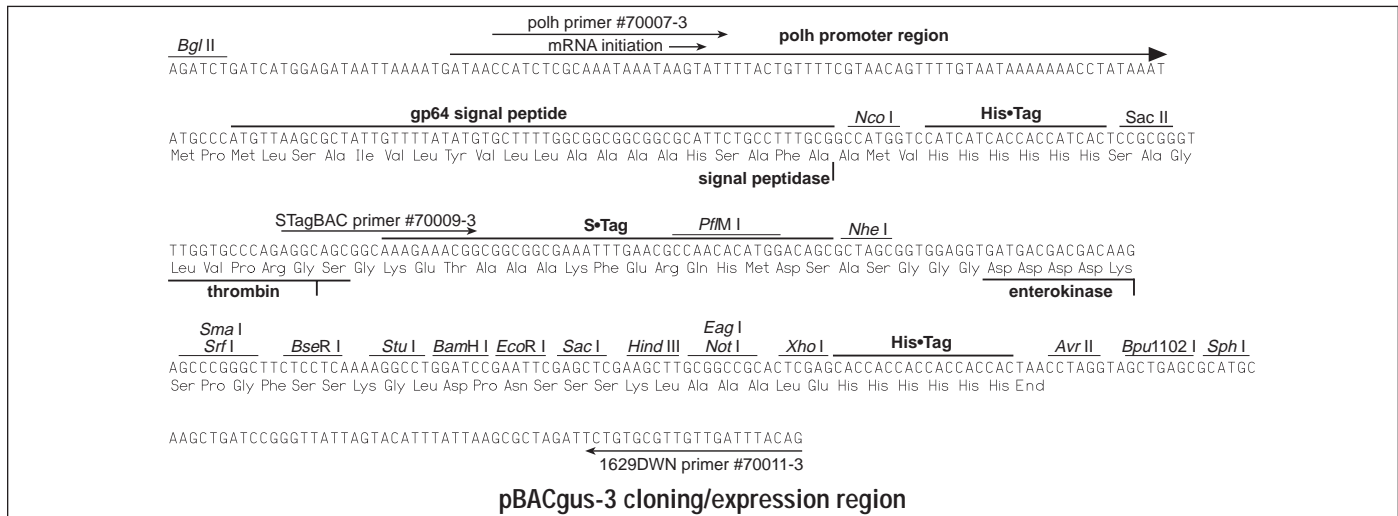 polh primer #70007-3
Bgl II
mRNA initiation
polh promoter region
AGATCTGATCATGGAGATAATTAAAATGATAACCATCTCGCAAATAAATAAGTATTTTACTGTTTTCGTAACAGTTTTGTAATAAAAAAACCTATAAAT
gp64 signal peptide
Nco I
His•Tag
Sac II
ATGCCCATGTTAAGCGCTATTGTTTTATATGTGCTTTTGGCGGCGGCGGCGCATTCTGCCTTTGCGGCCATGGTCCATCATCACCACCATCACTCCGCGGGT
Met Pro Met Leu Ser Ala Ile Val Leu Tyr Val Leu Leu Ala Ala Ala Ala His Ser Ala Phe Ala Ala Met Val His His His His His His Ser Ala Gly
signal peptidase
STagBAC primer #70009-3
S•Tag
PflM I
Nhe I
TTGGTGCCCAGAGGCAGCGGCAAAGAAACGGCGGCGGCGAAATTTGAACGCCAACACATGGACAGCGCTAGCGGTGGAGGTGATGACGACGACAAG
Leu Val Pro Arg Gly Ser Gly Lys Glu Thr Ala Ala Ala Lys Phe Glu Arg Gln His Met Asp Ser Ala Ser Gly Gly Gly Asp Asp Asp Asp Lys
thrombin
enterokinase
Sma I
Eag I
Srf I
BseR I
Stu I
BamH I
EcoR I
Sac I
Hind III
Not I
Xho I
His•Tag
Avr II
Bpu1102 I
Sph I
AGCCCGGGCTTCTCCTCAAAAGGCCTGGATCCGAATTCGAGCTCGAAGCTTGCGGCCGCACTCGAGCACCACCACCACCACCACTAACCTAGGTAGCTGAGCGCATGC
Ser Pro Gly Phe Ser Ser Lys Gly Leu Asp Pro Asn Ser Ser Ser Lys Leu Ala Ala Ala Leu Glu His His His His His His End
AAGCTGATCCGGGTTATTAGTACATTTATTAAGCGCTAGATTCTGTGCGTTGTTGATTTACAG
1629DWN primer #70011-3
pBACgus-3 cloning/expression region